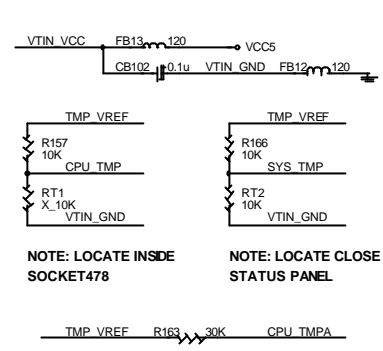 VTIN_VCC FB13 120 VCC5
CB102 0.1u VTIN_GND FB12 120
TMP_VREF
R157
10K
CPU_TMP
RT1
X_10K
VTIN_GND
NOTE: LOCATE INSIDE
SOCKET478
TMP_VREF
R166
10K
SYS_TMP
RT2
10K
VTIN_GND
NOTE: LOCATE CLOSE
STATUS PANEL
TMP_VREF R163 30K CPU_TMPA